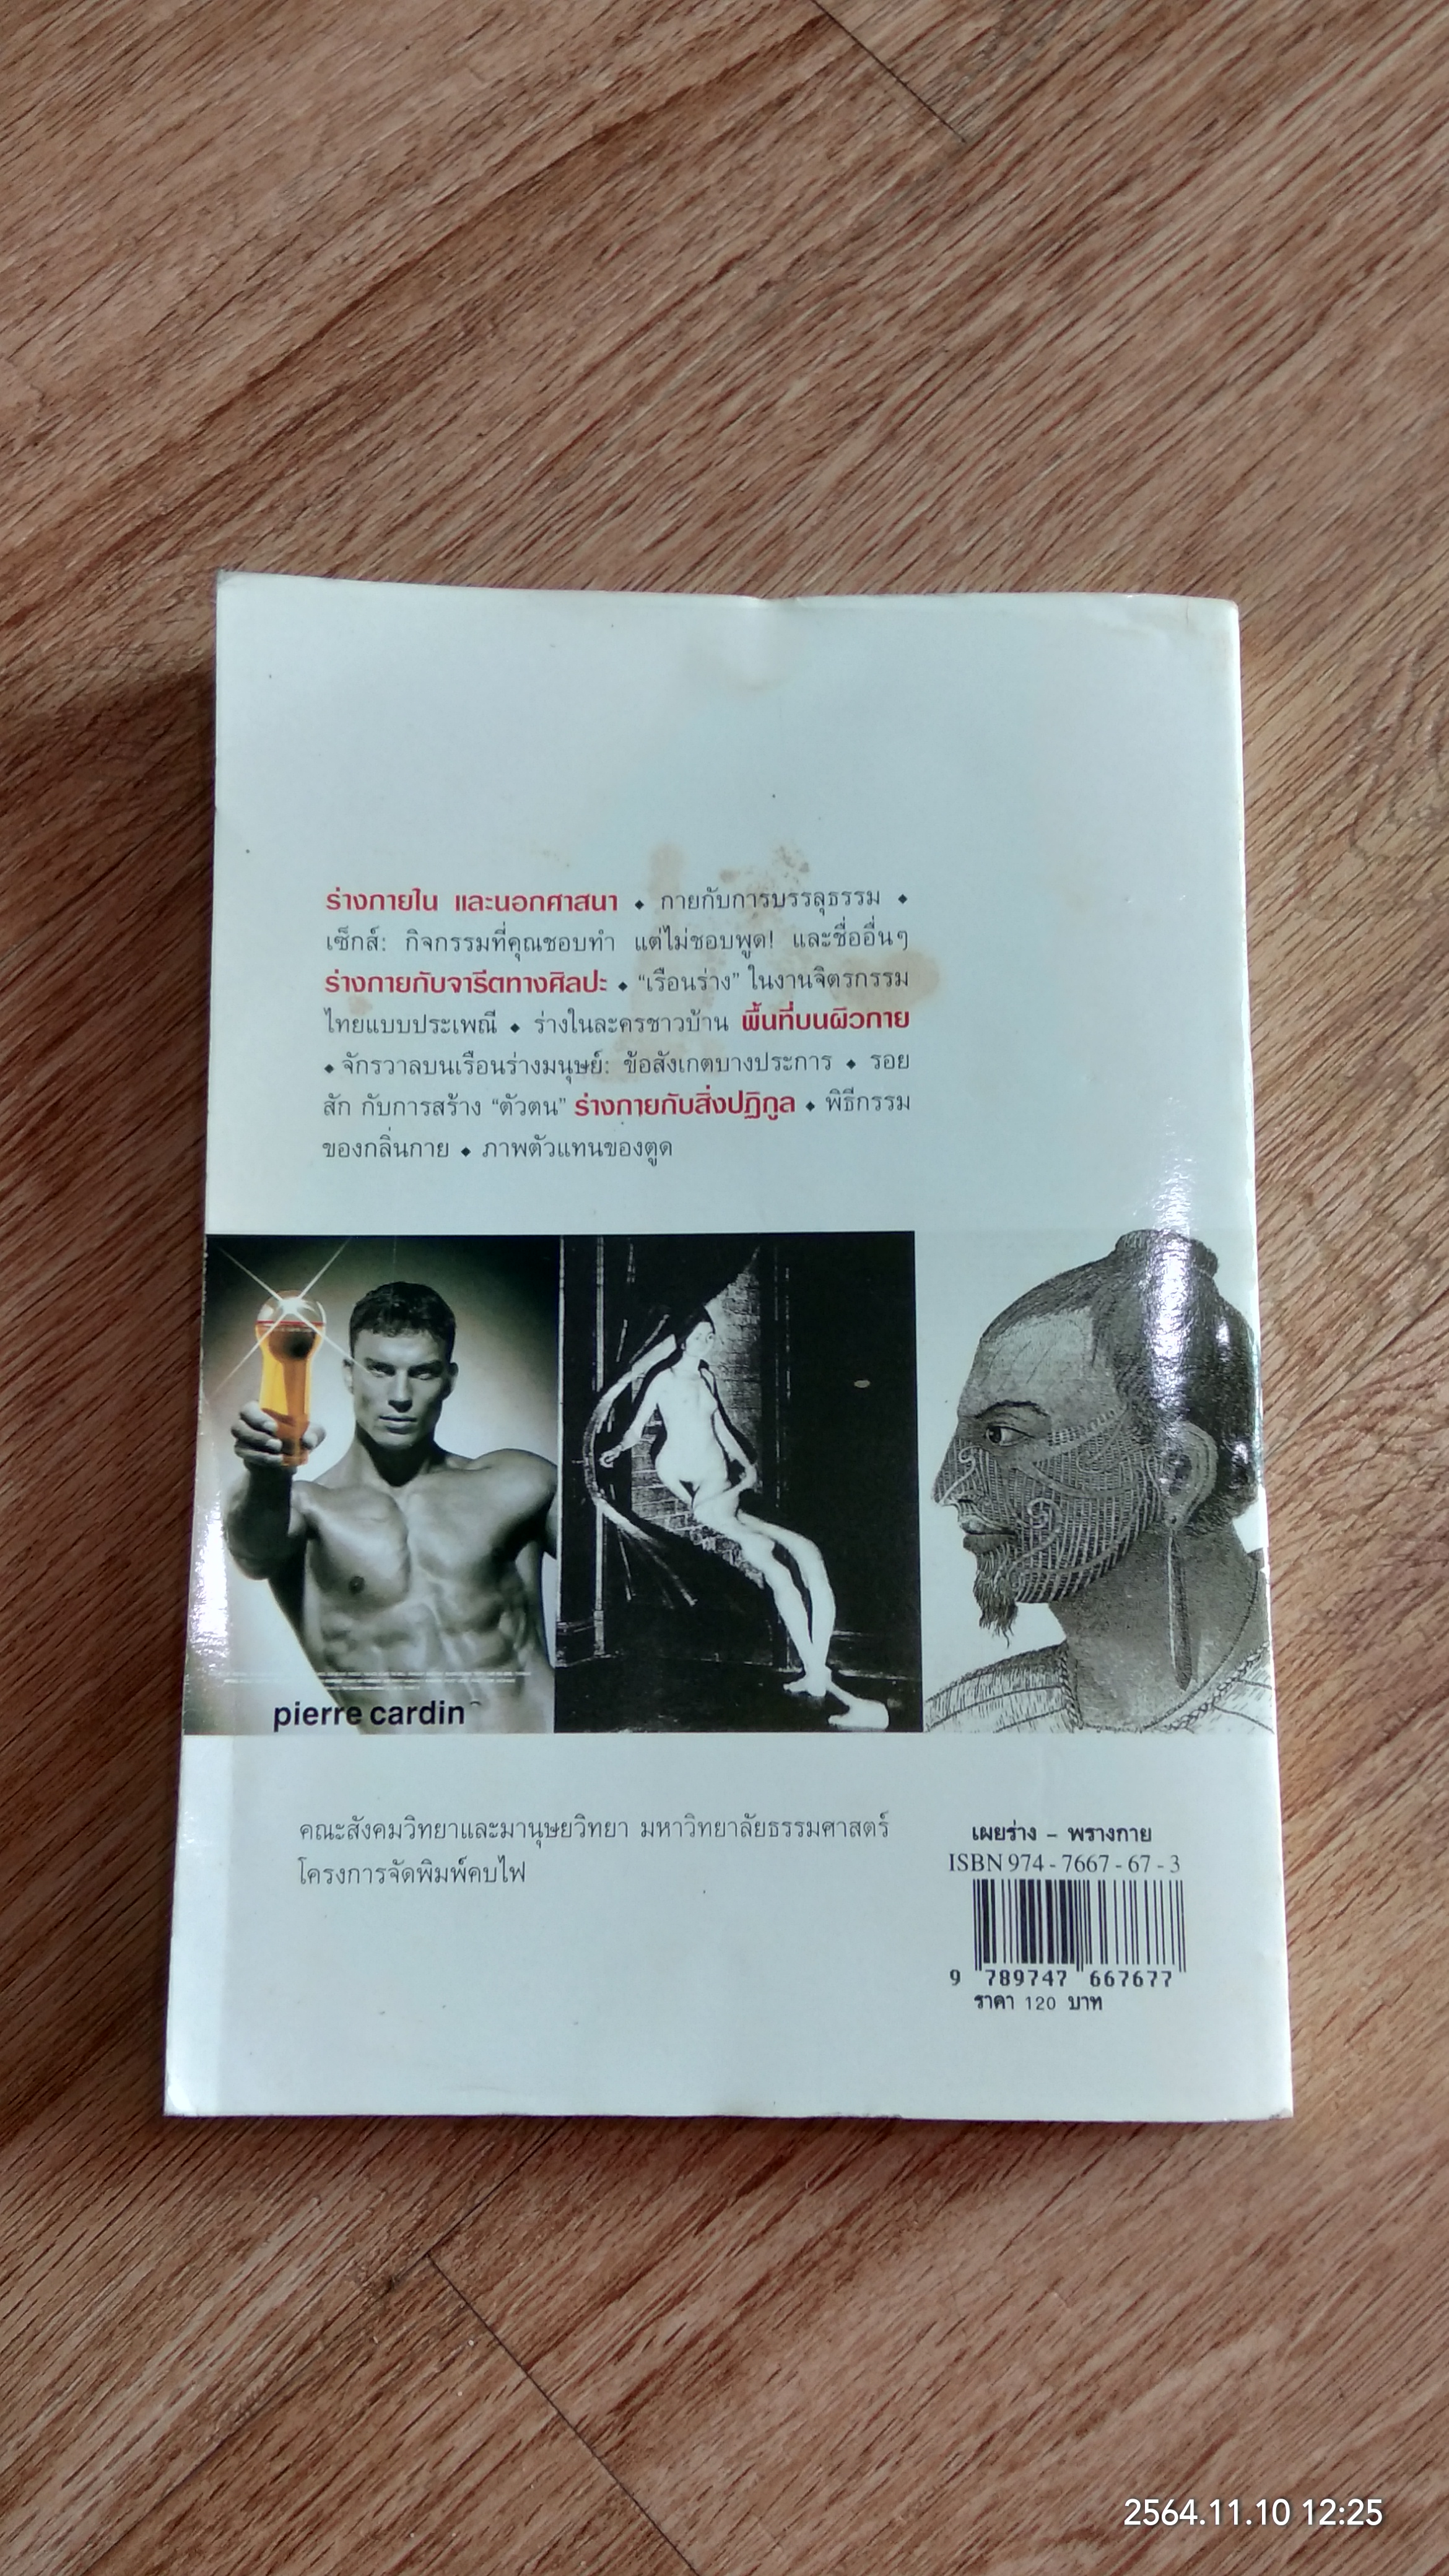 ร่างกายใน และนอกศาสนา ◆ กายกับการบรรลุธรรม ◆
เซ็กส์: กิจกรรมที่คุณชอบทำ แต่ไม่ชอบพูด! และชื่ออื่นๆ
ร่างกายกับจารีตทางศิลปะ ◆ “เรือนร่าง” ในงานจิตรกรรม
ไทยแบบประเพณี ◆ ร่างในละครชาวบ้าน พื้นที่บนผิวกาย
◆ จักรวาลบนเรือนร่างมนุษย์: ข้อสังเกตบางประการ ◆ รอย
สัก กับการสร้าง “ตัวตน” ร่างกายกับสิ่งปฏิกูล ◆ พิธีกรรม
ของกลิ่นกาย ◆ ภาพตัวแทนของตูด
pierre cardin
คณะสังคมวิทยาและมานุษยวิทยา มหาวิทยาลัยธรรมศาสตร์
โครงการจัดพิมพ์คบไฟ
เผยร่าง – พรางกาย
ISBN 974 - 7667 - 67 - 3
9 789747 667677
ราคา 120 บาท
2564.11.10 12:25